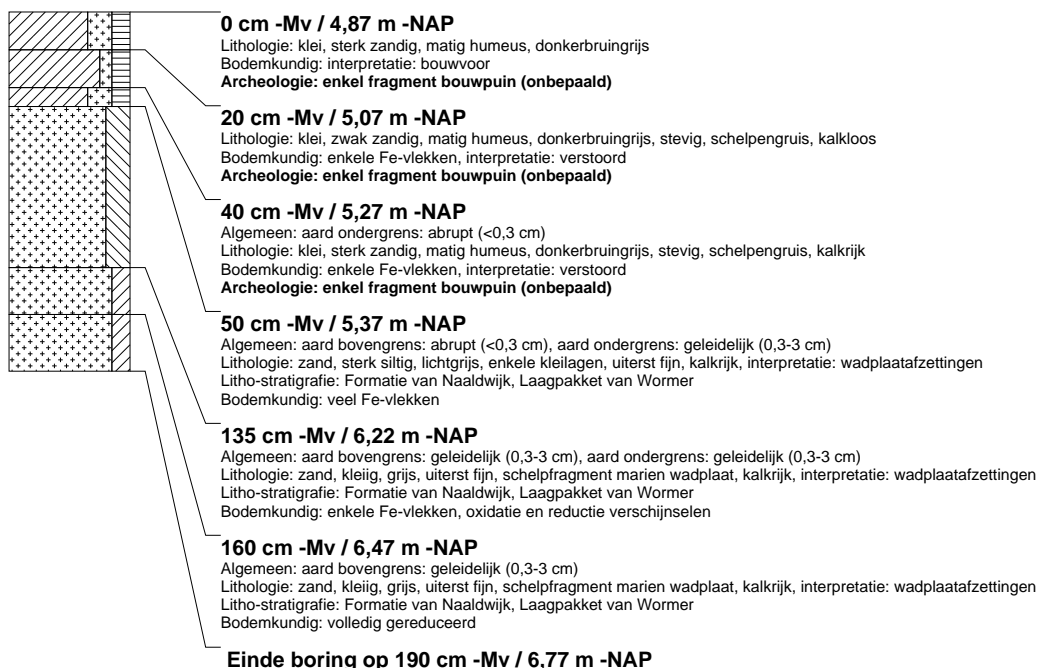 0 cm -Mv / 4,87 m -NAP
Lithologie: klei, sterk zandig, matig humeus, donkerbruingrijs
Bodemkundig: interpretatie: bouwvoor
Archeologie: enkel fragment bouwpuin (onbepaald)
20 cm -Mv / 5,07 m -NAP
Lithologie: klei, zwak zandig, matig humeus, donkerbruingrijs, stevig, schelpengruis, kalkloos
Bodemkundig: enkele Fe-vlekken, interpretatie: verstoord
Archeologie: enkel fragment bouwpuin (onbepaald)
40 cm -Mv / 5,27 m -NAP
Algemeen: aard ondergrens: abrupt (<0,3 cm)
Lithologie: klei, sterk zandig, matig humeus, donkerbruingrijs, stevig, schelpengruis, kalkrijk
Bodemkundig: enkele Fe-vlekken, interpretatie: verstoord
Archeologie: enkel fragment bouwpuin (onbepaald)
50 cm -Mv / 5,37 m -NAP
Algemeen: aard bovengrens: abrupt (<0,3 cm), aard ondergrens: geleidelijk (0,3-3 cm)
Lithologie: zand, sterk siltig, lichtgrijs, enkele kleilagen, uiterst fijn, kalkrijk, interpretatie: wadplaatafzettingen
Litho-stratigrafie: Formatie van Naaldwijk, Laagpakket van Wormer
Bodemkundig: veel Fe-vlekken
135 cm -Mv / 6,22 m -NAP
Algemeen: aard bovengrens: geleidelijk (0,3-3 cm), aard ondergrens: geleidelijk (0,3-3 cm)
Lithologie: zand, kleiig, grijs, uiterst fijn, schelpfragment marien wadplaat, kalkrijk, interpretatie: wadplaatafzettingen
Litho-stratigrafie: Formatie van Naaldwijk, Laagpakket van Wormer
Bodemkundig: enkele Fe-vlekken, oxidatie en reductie verschijnselen
160 cm -Mv / 6,47 m -NAP
Algemeen: aard bovengrens: geleidelijk (0,3-3 cm)
Lithologie: zand, kleiig, grijs, uiterst fijn, schelpfragment marien wadplaat, kalkrijk, interpretatie: wadplaatafzettingen
Litho-stratigrafie: Formatie van Naaldwijk, Laagpakket van Wormer
Bodemkundig: volledig gereduceerd
Einde boring op 190 cm -Mv / 6,77 m -NAP